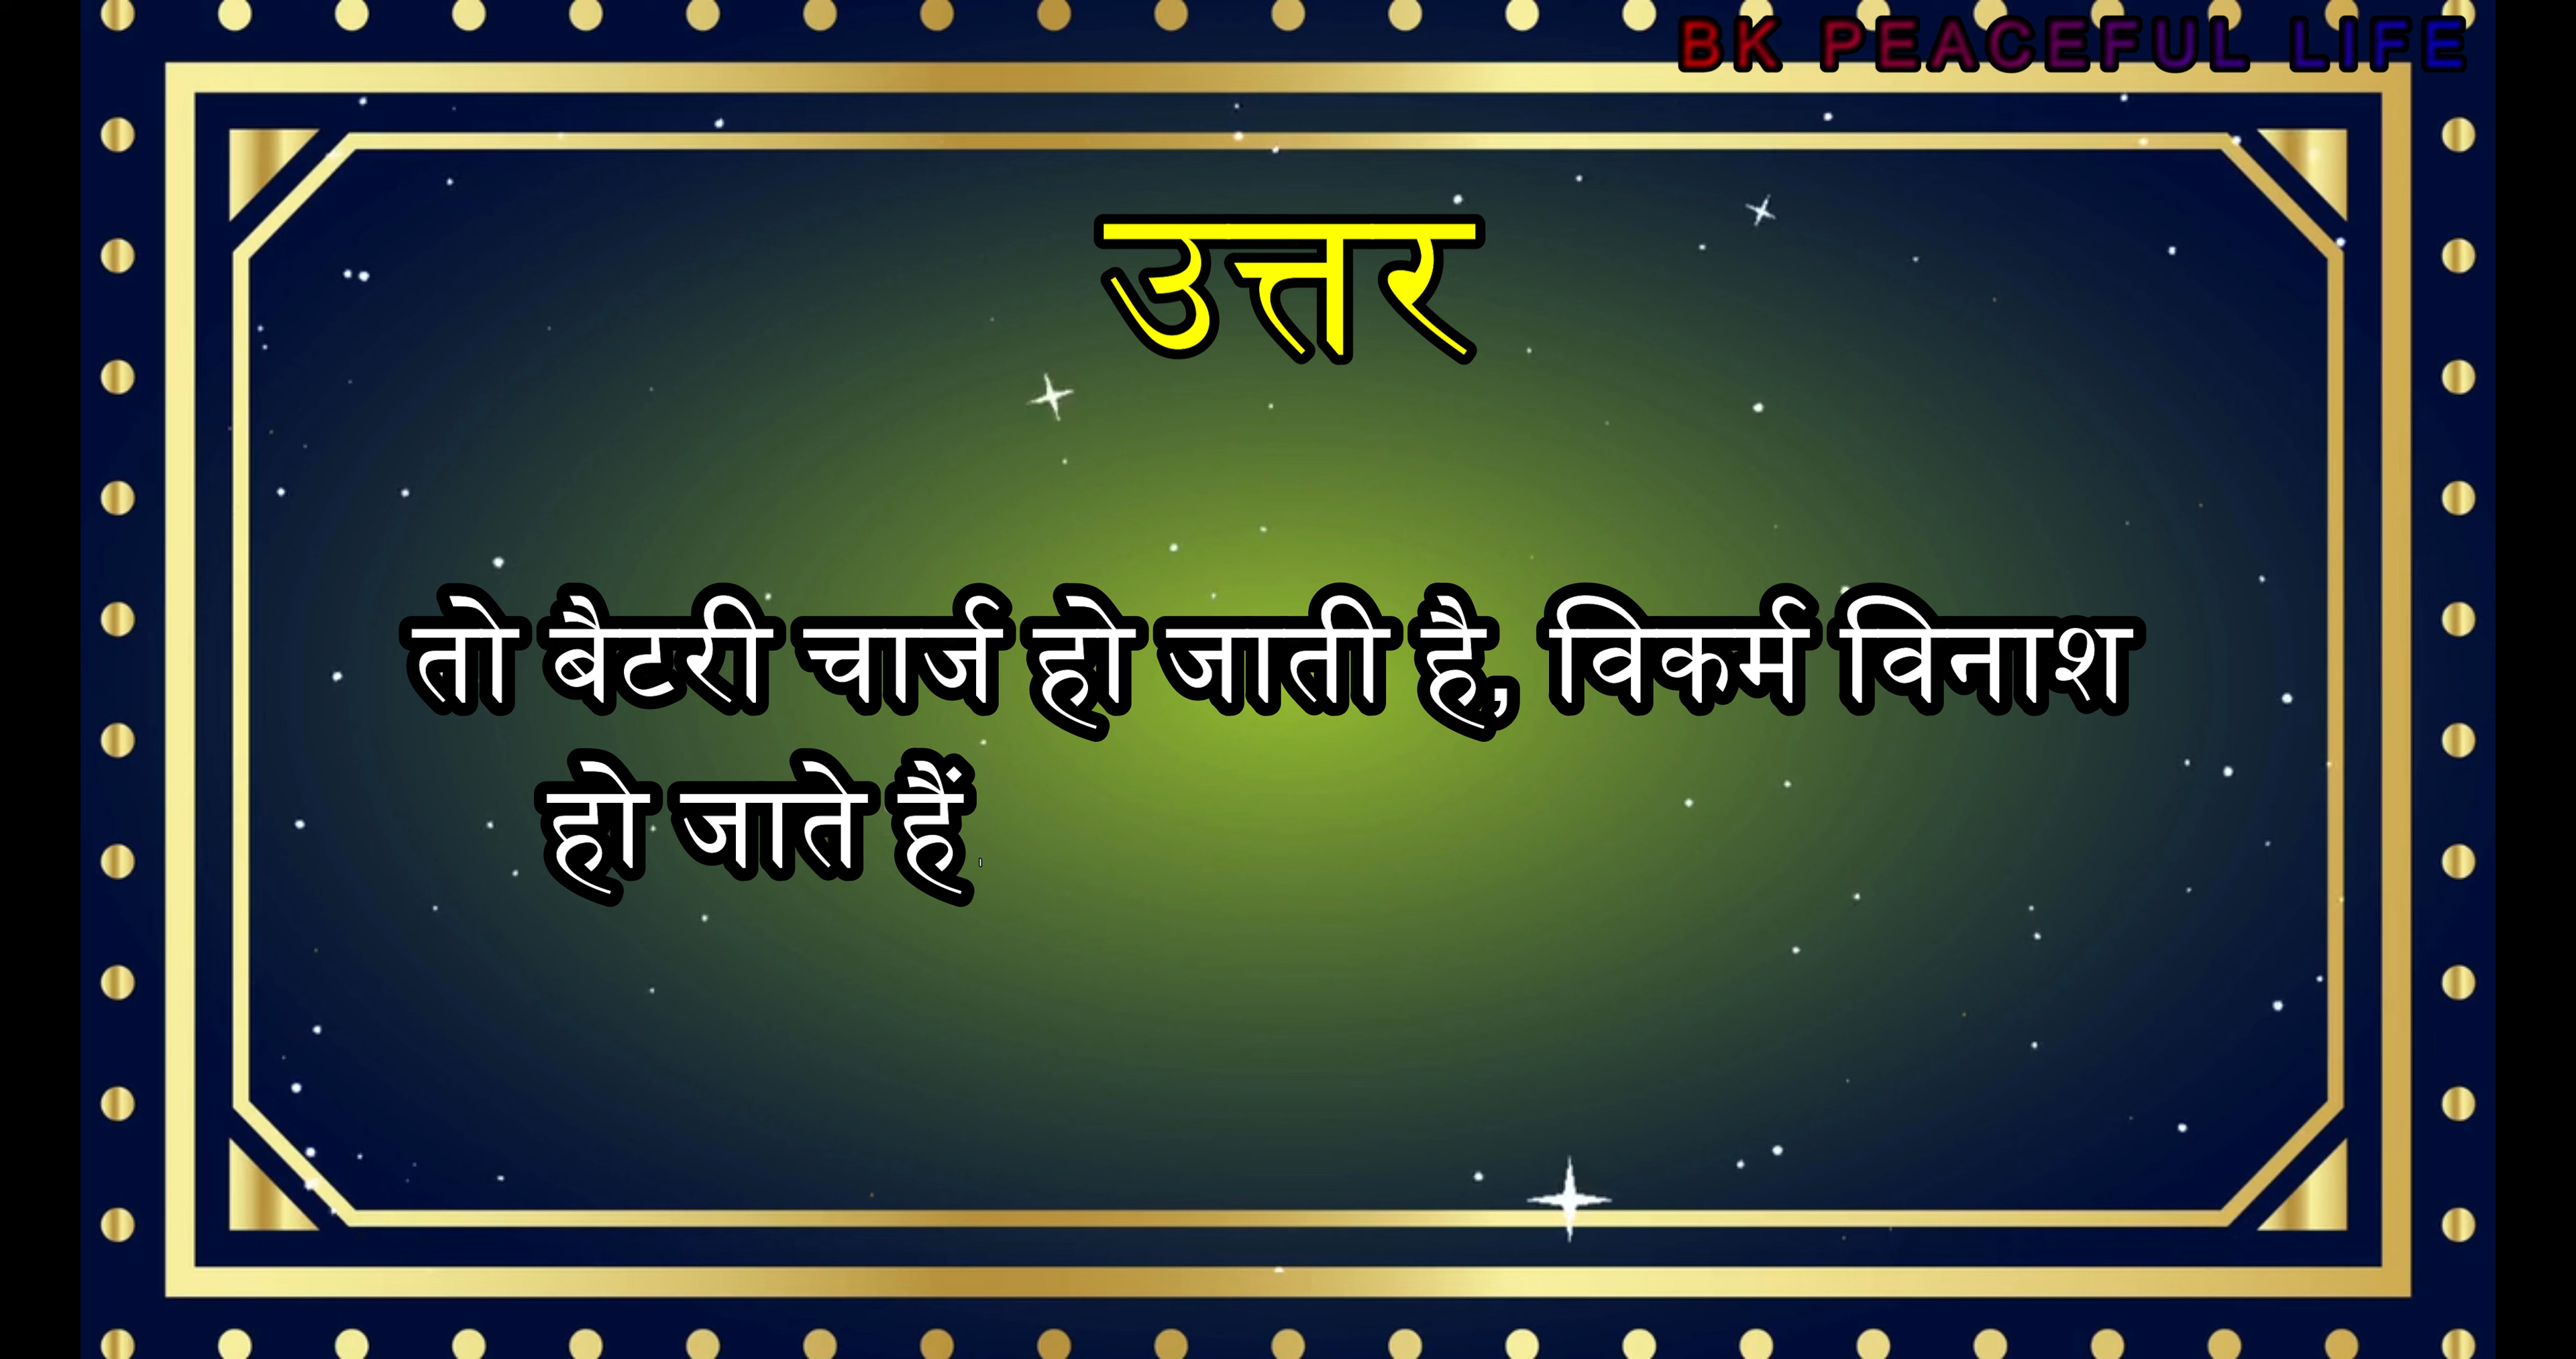 BK PEACEFUL LIFE
उत्तर
तो बैटरी चार्ज हो जाती है, विकर्म विनाश
हो जाते हैं